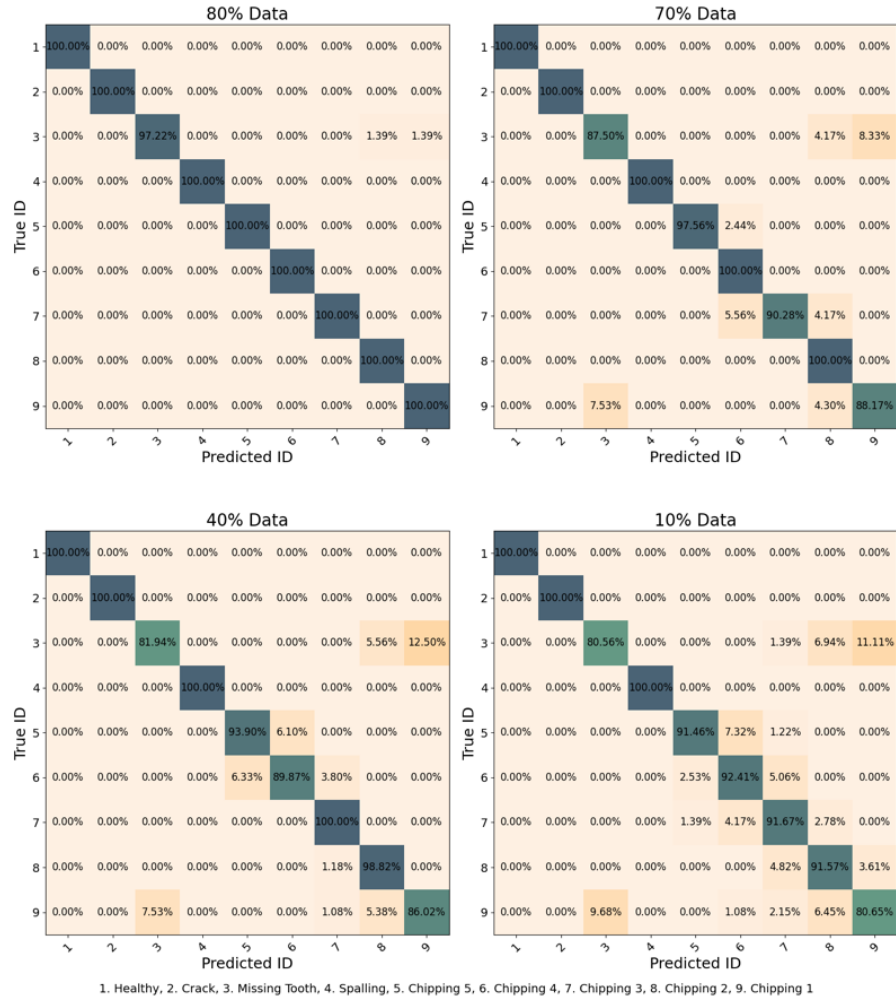 80% Data 70% Data
1 100.00% 0.00% 0.00% 0.00% 0.00% 0.00% 0.00% 0.00% 0.00% 1 100.00% 0.00% 0.00% 0.00% 0.00% 0.00% 0.00% 0.00% 0.00%
2 0.00% 100.00% 0.00% 0.00% 0.00% 0.00% 0.00% 0.00% 0.00% 2 0.00% 100.00% 0.00% 0.00% 0.00% 0.00% 0.00% 0.00% 0.00%
3 0.00% 0.00% 97.22% 0.00% 0.00% 0.00% 0.00% 1.39% 1.39% 3 0.00% 0.00% 87.50% 0.00% 0.00% 0.00% 0.00% 4.17% 8.33%
4 0.00% 0.00% 0.00% 100.00% 0.00% 0.00% 0.00% 0.00% 0.00% 4 0.00% 0.00% 0.00% 100.00% 0.00% 0.00% 0.00% 0.00% 0.00%
True ID True ID
5 0.00% 0.00% 0.00% 0.00% 100.00% 0.00% 0.00% 0.00% 0.00% 5 0.00% 0.00% 0.00% 0.00% 97.56% 2.44% 0.00% 0.00% 0.00%
6 0.00% 0.00% 0.00% 0.00% 0.00% 100.00% 0.00% 0.00% 0.00% 6 0.00% 0.00% 0.00% 0.00% 0.00% 100.00% 0.00% 0.00% 0.00%
7 0.00% 0.00% 0.00% 0.00% 0.00% 0.00% 100.00% 0.00% 0.00% 7 0.00% 0.00% 0.00% 0.00% 0.00% 5.56% 90.28% 4.17% 0.00%
8 0.00% 0.00% 0.00% 0.00% 0.00% 0.00% 0.00% 100.00% 0.00% 8 0.00% 0.00% 0.00% 0.00% 0.00% 0.00% 0.00% 100.00% 0.00%
9 0.00% 0.00% 0.00% 0.00% 0.00% 0.00% 0.00% 0.00% 100.00% 9 0.00% 0.00% 7.53% 0.00% 0.00% 0.00% 0.00% 4.30% 88.17%
1 2 3 4 5 6 7 8 9 1 2 3 4 5 6 7 8 9
Predicted ID Predicted ID
40% Data 10% Data
1 100.00% 0.00% 0.00% 0.00% 0.00% 0.00% 0.00% 0.00% 0.00% 1 100.00% 0.00% 0.00% 0.00% 0.00% 0.00% 0.00% 0.00% 0.00%
2 0.00% 100.00% 0.00% 0.00% 0.00% 0.00% 0.00% 0.00% 0.00% 2 0.00% 100.00% 0.00% 0.00% 0.00% 0.00% 0.00% 0.00% 0.00%
3 0.00% 0.00% 81.94% 0.00% 0.00% 0.00% 0.00% 5.56% 12.50% 3 0.00% 0.00% 80.56% 0.00% 0.00% 0.00% 1.39% 6.94% 11.11%
4 0.00% 0.00% 0.00% 100.00% 0.00% 0.00% 0.00% 0.00% 0.00% 4 0.00% 0.00% 0.00% 100.00% 0.00% 0.00% 0.00% 0.00% 0.00%
True ID True ID
5 0.00% 0.00% 0.00% 0.00% 93.90% 6.10% 0.00% 0.00% 0.00% 5 0.00% 0.00% 0.00% 0.00% 91.46% 7.32% 1.22% 0.00% 0.00%
6 0.00% 0.00% 0.00% 0.00% 6.33% 89.87% 3.80% 0.00% 0.00% 6 0.00% 0.00% 0.00% 0.00% 2.53% 92.41% 5.06% 0.00% 0.00%
7 0.00% 0.00% 0.00% 0.00% 0.00% 0.00% 100.00% 0.00% 0.00% 7 0.00% 0.00% 0.00% 0.00% 1.39% 4.17% 91.67% 2.78% 0.00%
8 0.00% 0.00% 0.00% 0.00% 0.00% 0.00% 1.18% 98.82% 0.00% 8 0.00% 0.00% 0.00% 0.00% 0.00% 0.00% 4.82% 91.57% 3.61%
9 0.00% 0.00% 7.53% 0.00% 0.00% 0.00% 1.08% 5.38% 86.02% 9 0.00% 0.00% 9.68% 0.00% 0.00% 1.08% 2.15% 6.45% 80.65%
1 2 3 4 5 6 7 8 9 1 2 3 4 5 6 7 8 9
Predicted ID Predicted ID
1. Healthy, 2. Crack, 3. Missing Tooth, 4. Spalling, 5. Chipping 5, 6. Chipping 4, 7. Chipping 3, 8. Chipping 2, 9. Chipping 1